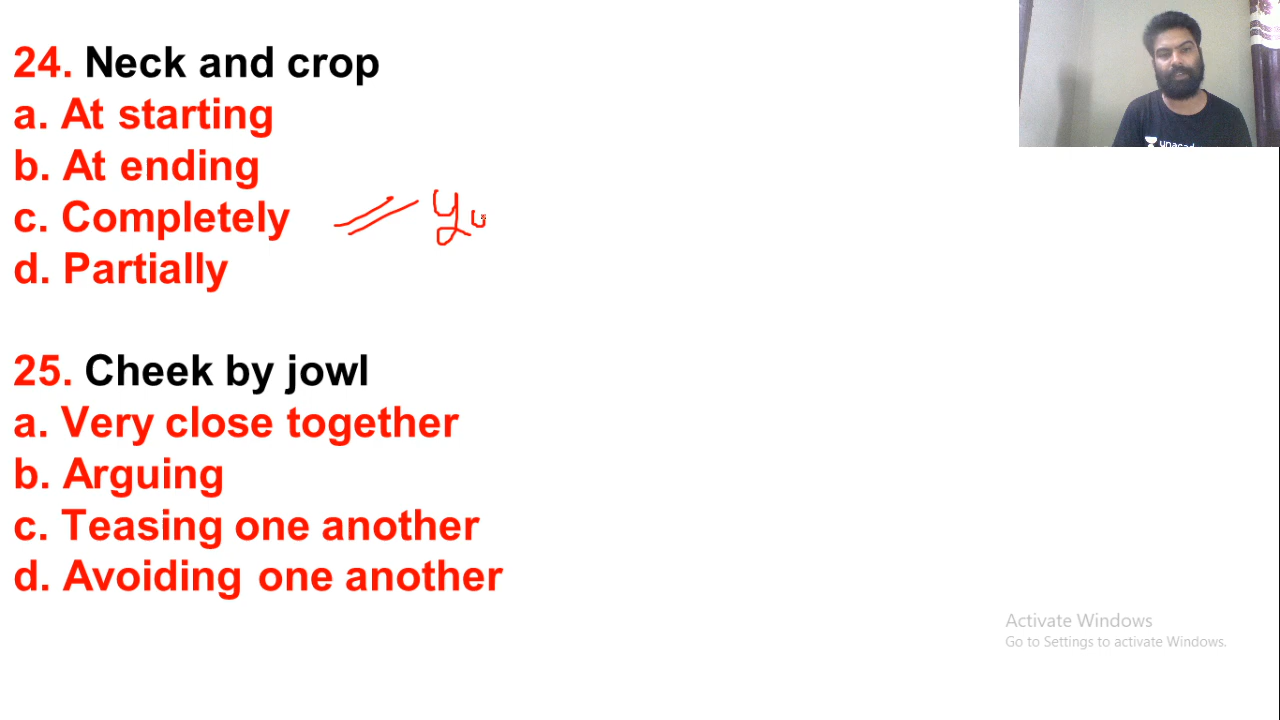 24. Neck and crop
a. At starting
b. At ending
c. Completely
d. Partially
25. Cheek by jowl
a. Very close together
b. Arguing
c. Teasing one another
d. Avoiding one another
Activate Windows
Go to Settings to activate Windows.